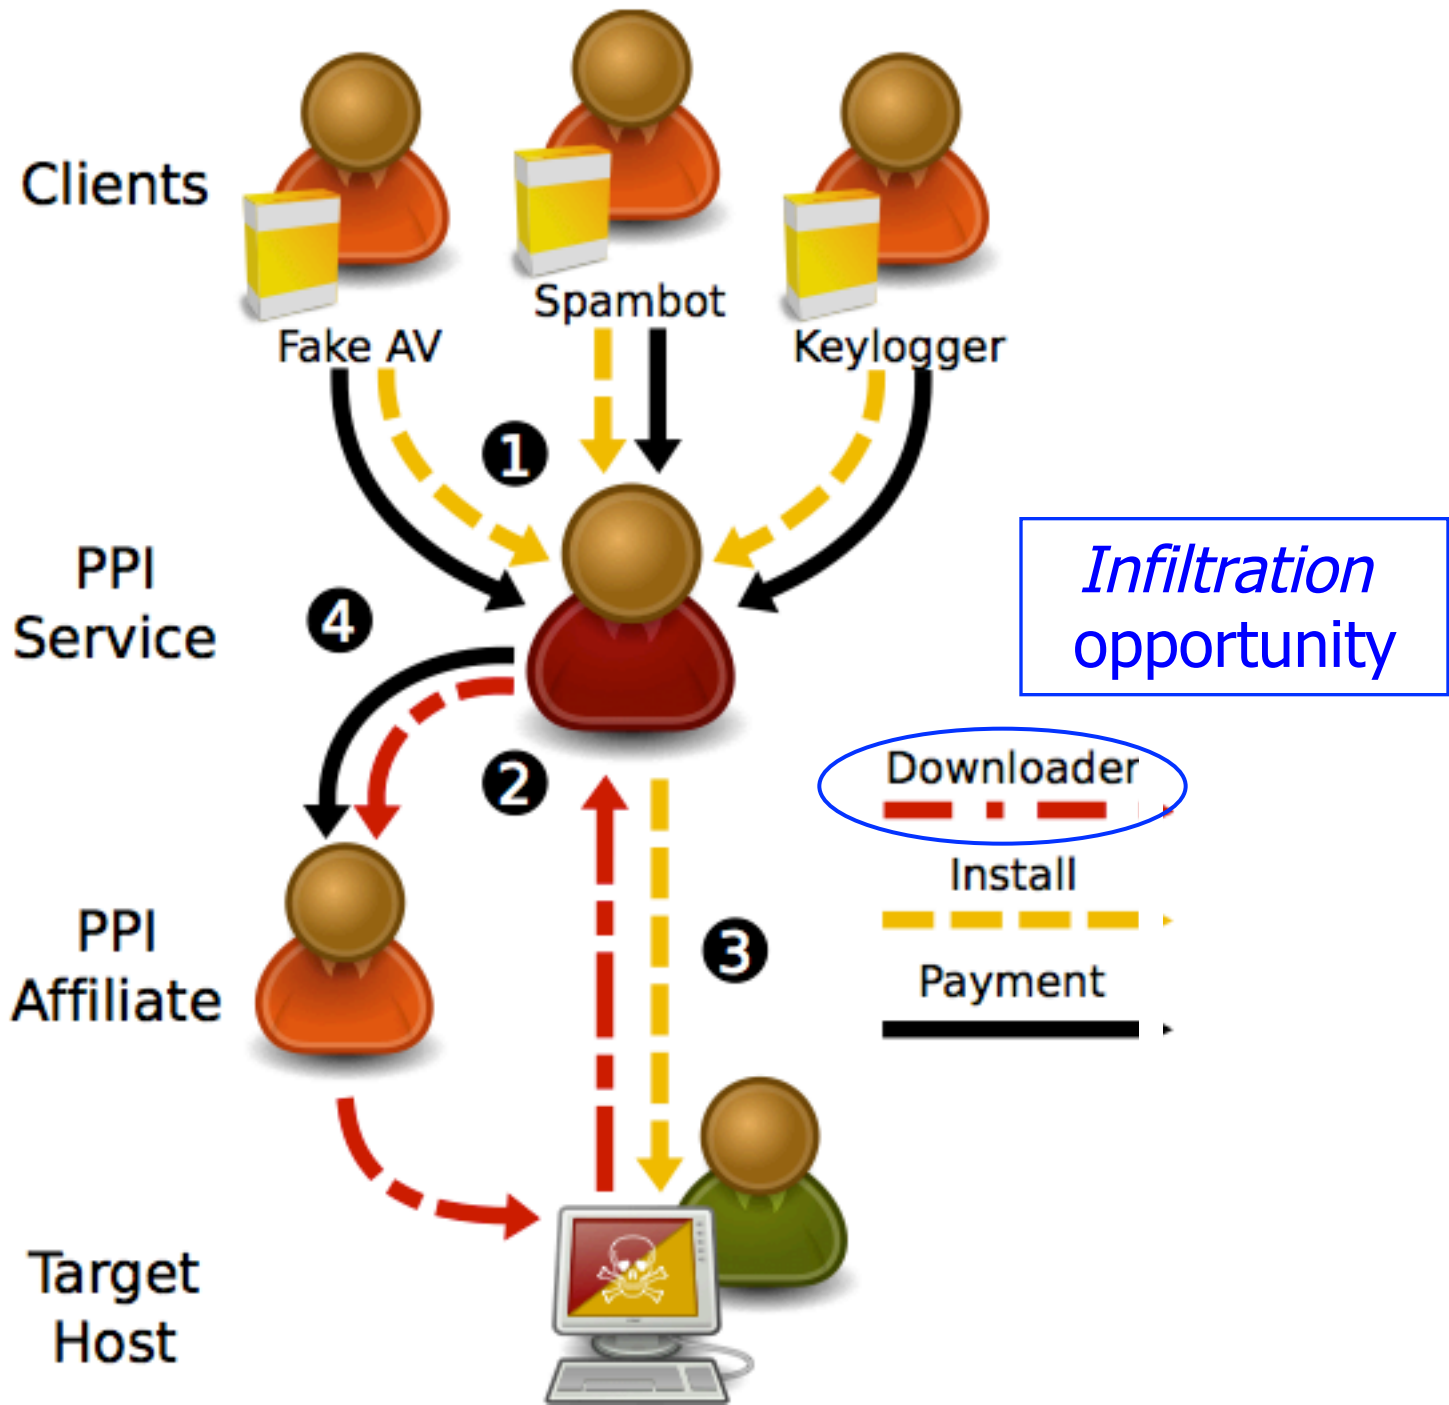 Clients
Spambot
Fake AV
Keylogger
1
PPI
Service
4
Infiltration
opportunity
2
Downloader
Install
PPI
Affiliate
3
Payment
Target
Host